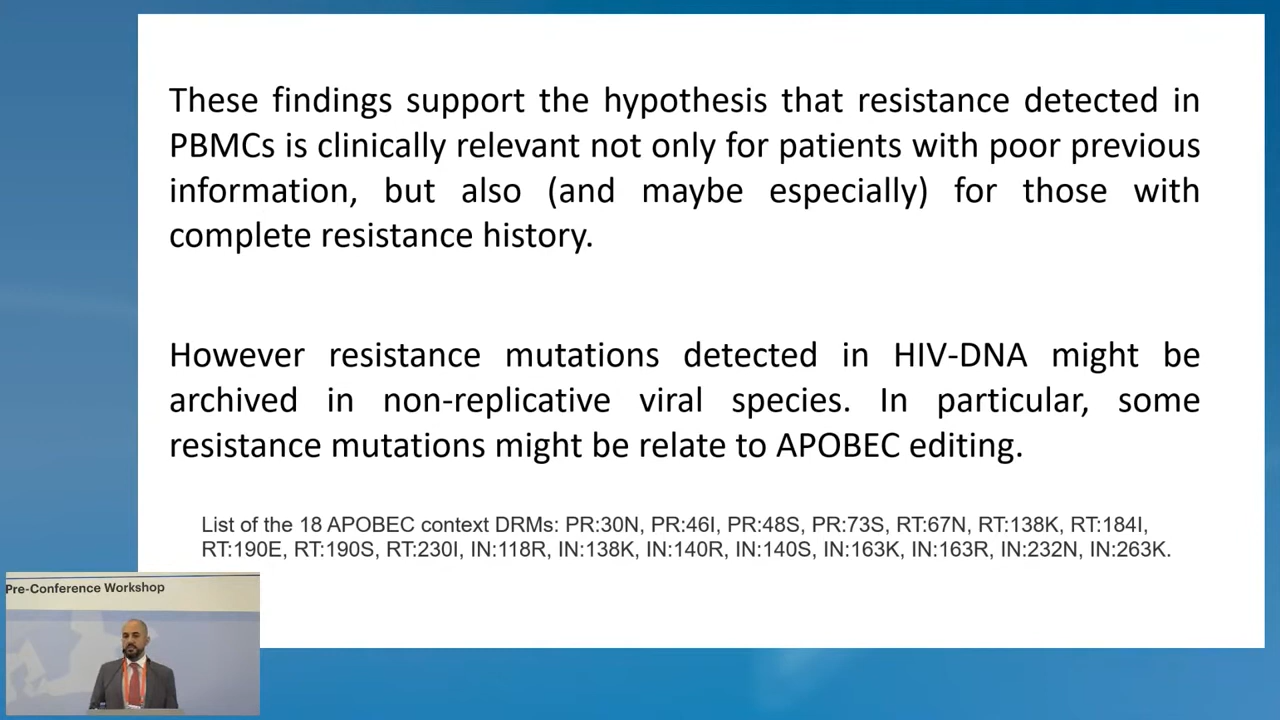 These findings support the hypothesis that resistance detected in
PBMCs is clinically relevant not only for patients with poor previous
information, but also (and maybe especially) for those with
complete resistance history.
However resistance mutations detected in HIV-DNA might be
archived in non-replicative viral species. In particular, some
resistance mutations might be relate to APOBEC editing.
List of the 18 APOBEC context DRMs: PR:30N, PR:46I, PR:48S, PR:73S, RT:67N, RT:138K, RT:184I,
RT:190E, RT:190S, RT:230I, IN:118R, IN:138K, IN:140R, IN:140S, IN:163K, IN:163R, IN:232N, IN:263K.
Pre-Conference Workshop